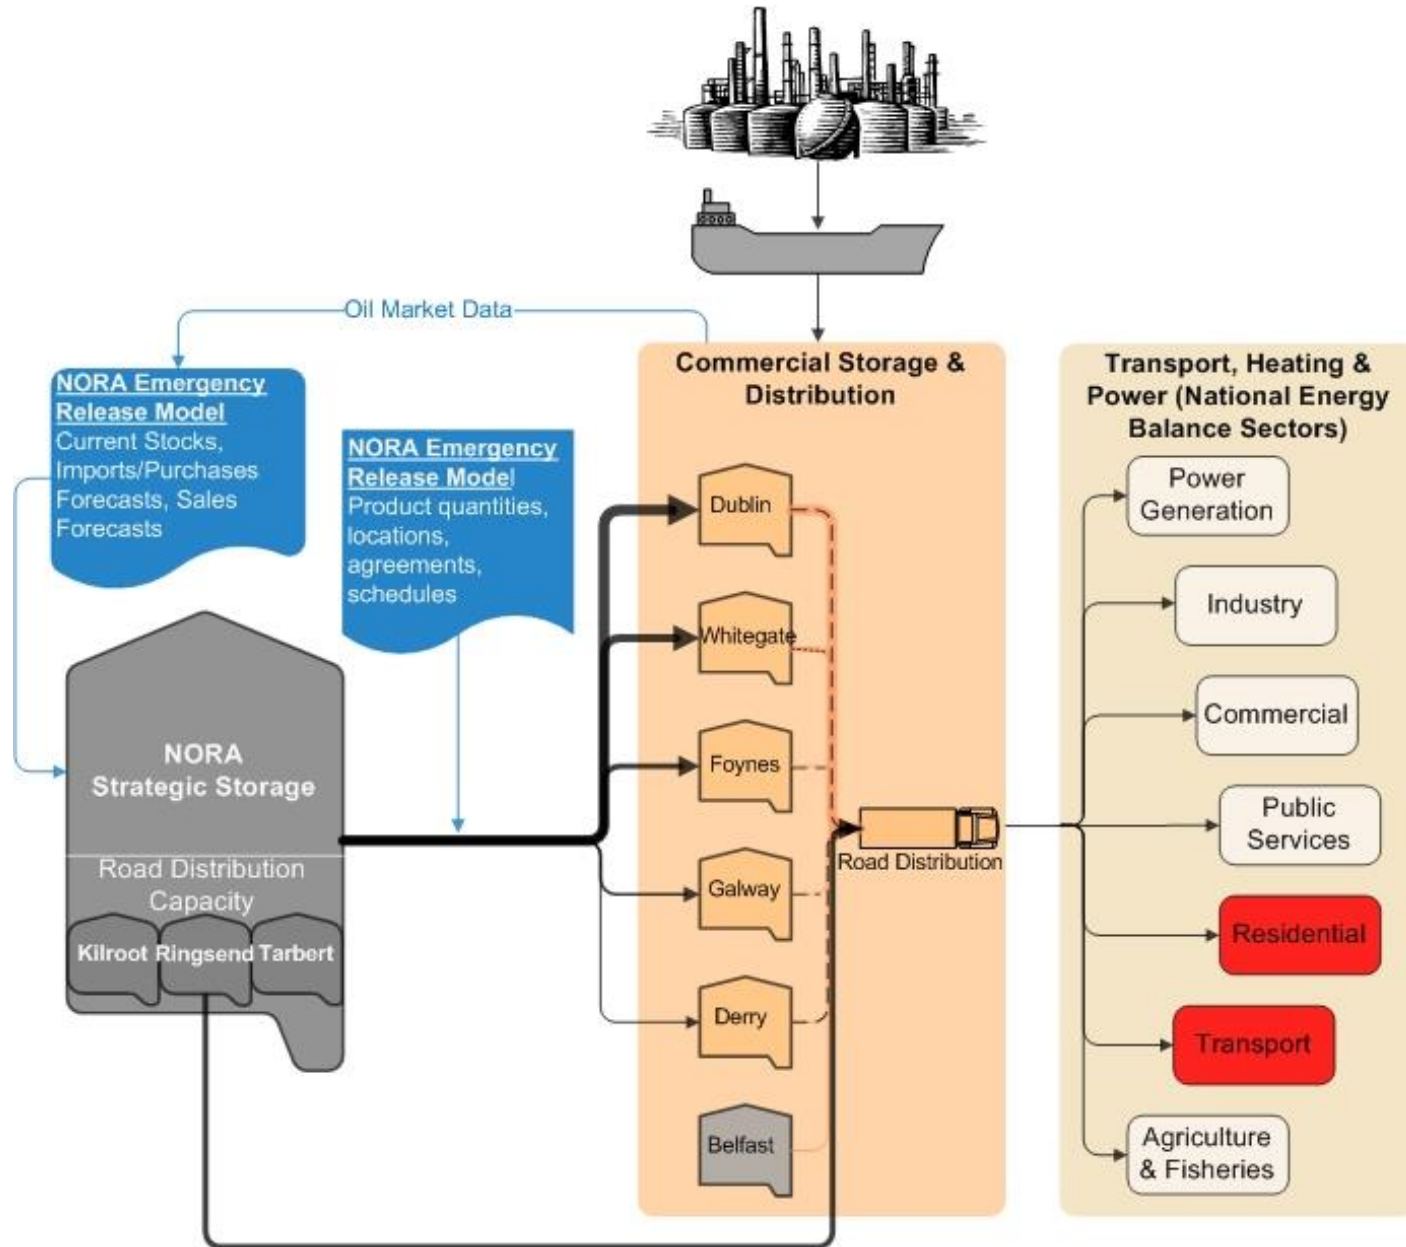 Oil Market Data
NORA Emergency
Release Model
Current Stocks,
Imports/Purchases
Forecasts, Sales
Forecasts
NORA Emergency
Release Model
Product quantities,
locations,
agreements,
schedules
NORA
Strategic Storage
Road Distribution
Capacity
Kilroot
Ringsend
Tarbert
Commercial Storage &
Distribution
Dublin
Whitegate
Foynes
Galway
Derry
Belfast
Road Distribution
Transport, Heating &
Power (National Energy
Balance Sectors)
Power
Generation
Industry
Commercial
Public
Services
Residential
Transport
Agriculture
& Fisheries